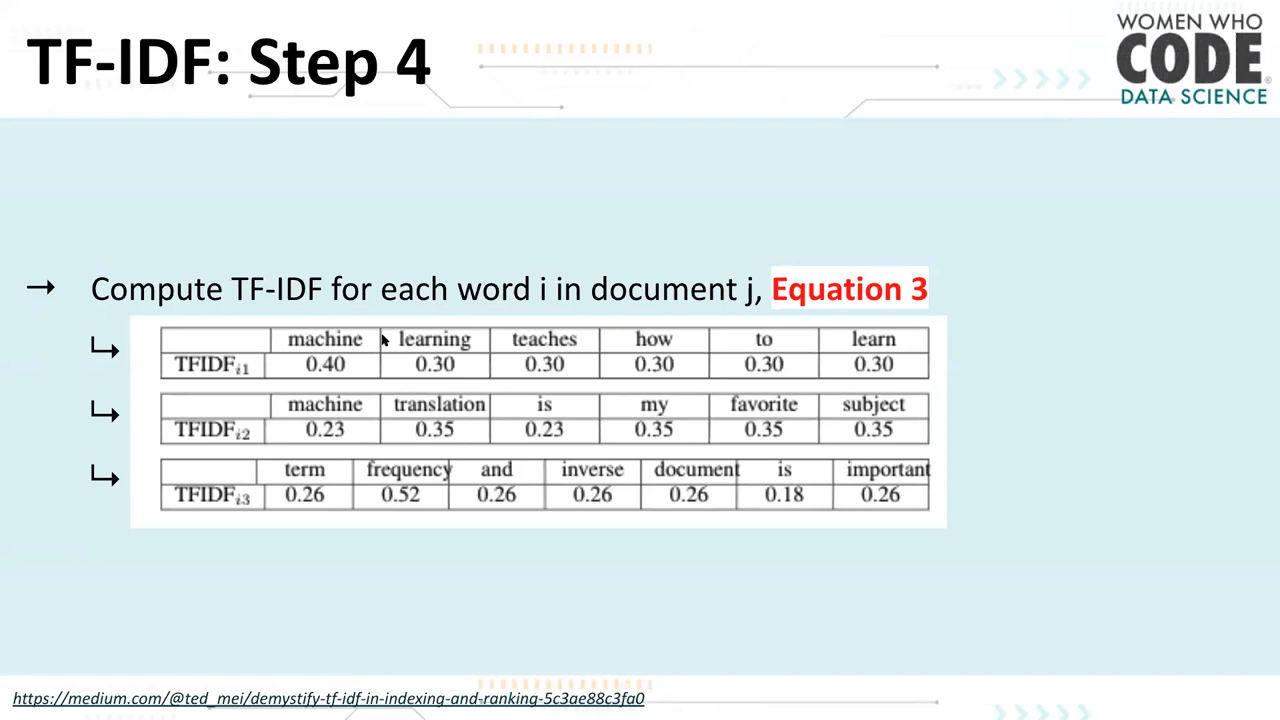 TF-IDF: Step 4
WOMEN WHO
CODE®
DATA SCIENCE
→ Compute TF-IDF for each word i in document j, Equation 3
machine learning teaches how to learn
TFIDFi1 0.40 0.30 0.30 0.30 0.30 0.30
machine translation is my favorite subject
TFIDFi2 0.23 0.35 0.23 0.35 0.35 0.35
term frequency and inverse document is important
TFIDFi3 0.26 0.52 0.26 0.26 0.26 0.18 0.26
https://medium.com/@ted_mei/demystify-tf-idf-in-indexing-and-ranking-5c3ae88c3fa0